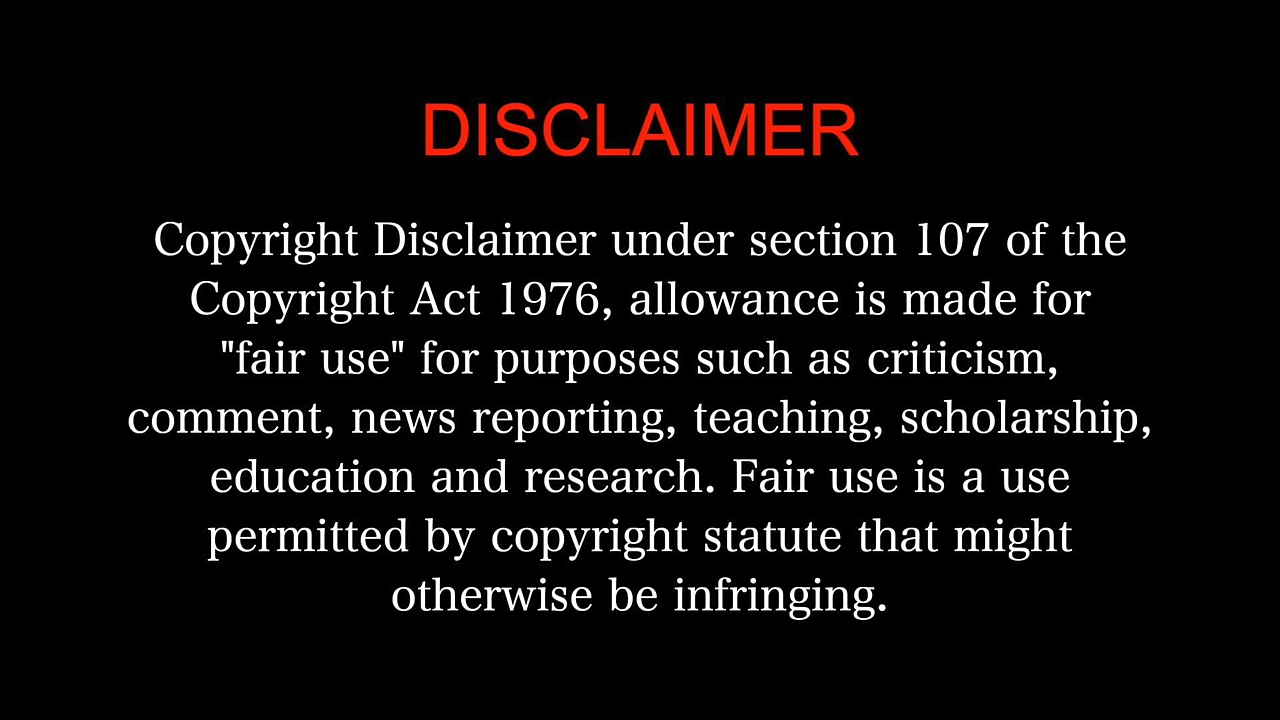 DISCLAIMER
Copyright Disclaimer under section 107 of the
Copyright Act 1976, allowance is made for
"fair use" for purposes such as criticism,
comment, news reporting, teaching, scholarship,
education and research. Fair use is a use
permitted by copyright statute that might
otherwise be infringing.